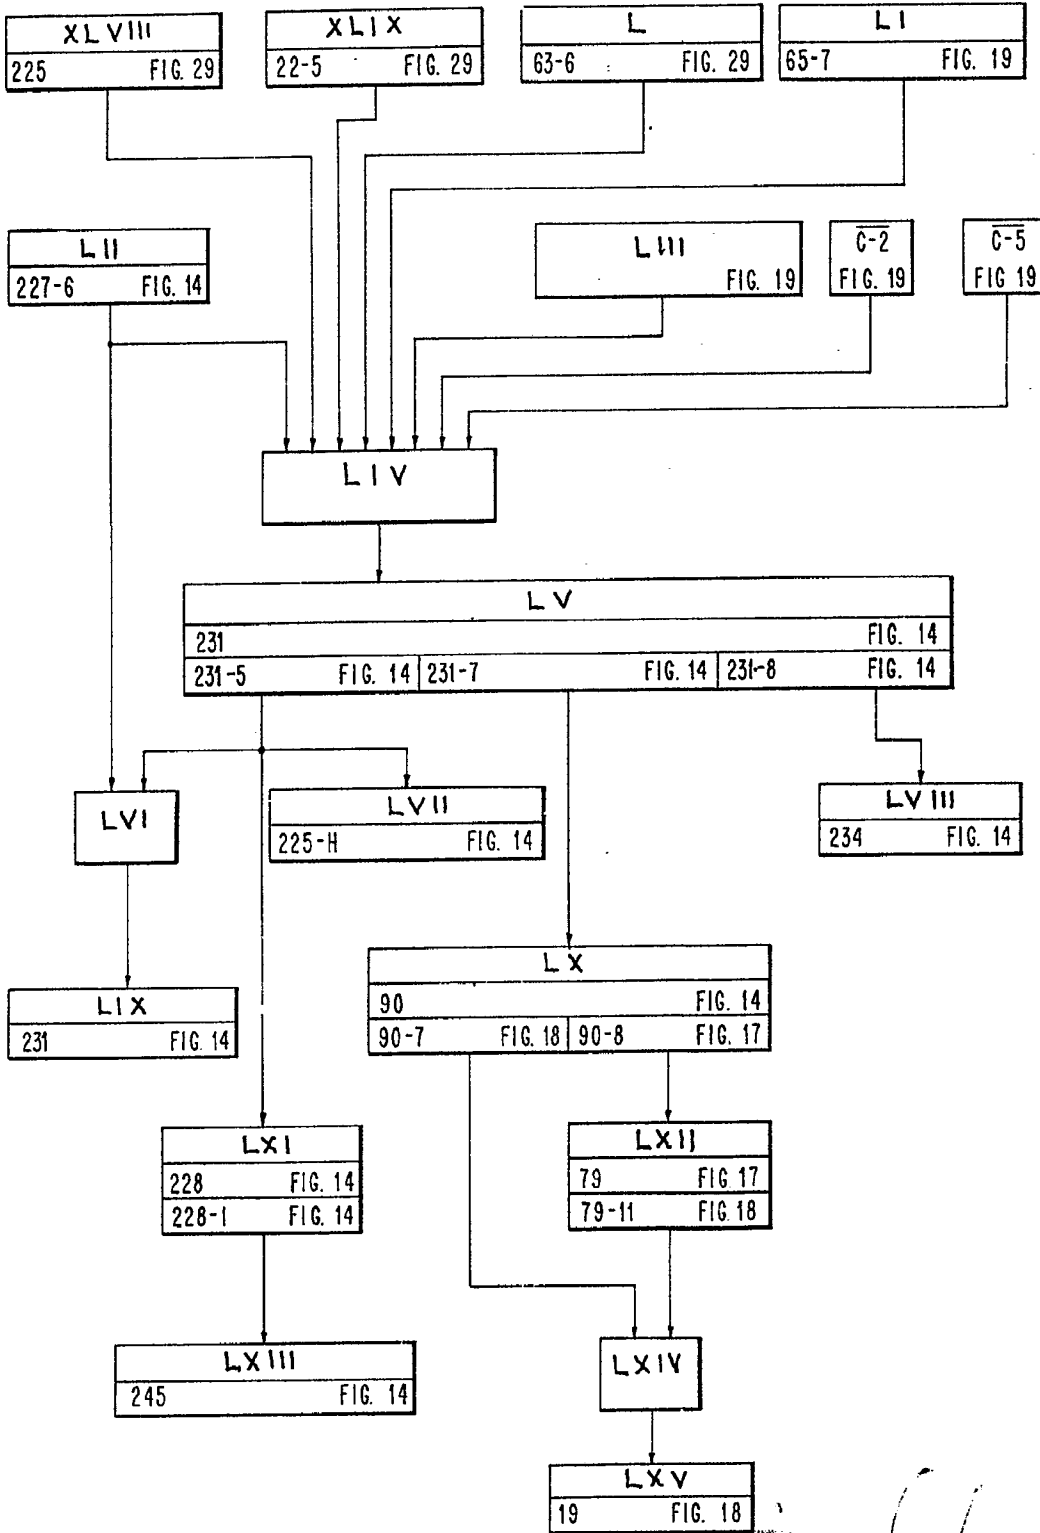 XLVIII
225 FIG. 29
XLIX
22-5 FIG. 29
L
63-6 FIG. 29
LI
65-7 FIG. 19
LII
227-6 FIG. 14
LIII
FIG. 19
C̅-̅2̅
FIG. 19
C̅-̅5̅
FIG 19
LIV
LV
231 FIG. 14
231-5 FIG. 14 231-7 FIG. 14 231-8 FIG. 14
LVI
LVII
225-H FIG. 14
LVIII
234 FIG. 14
LIX
231 FIG. 14
LX
90 FIG. 14
90-7 FIG. 18 90-8 FIG. 17
LXI
228 FIG. 14
228-1 FIG. 14
LXII
79 FIG. 17
79-11 FIG. 18
LXIII
245 FIG. 14
LXIV
LXV
19 FIG. 18